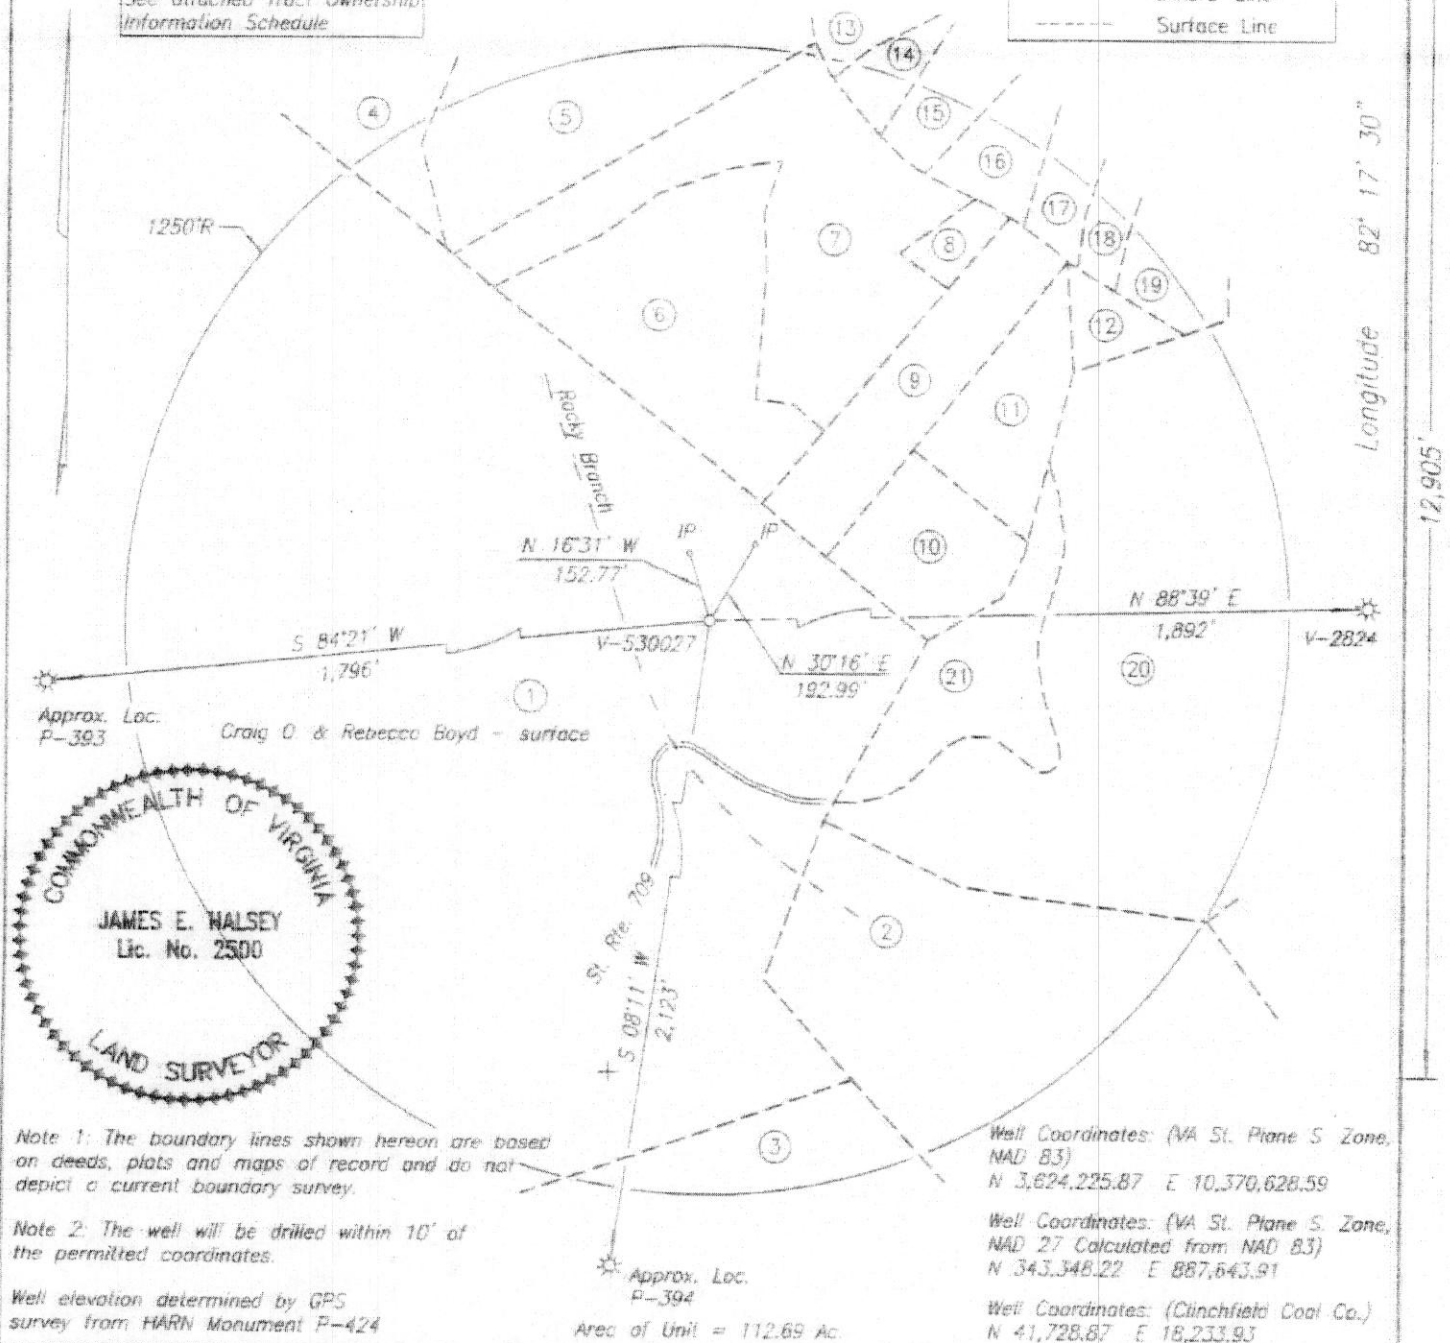 See attached Tract Ownership
Information Schedule
Surface Line
13
14
4
5
15
16
Longitude 82° 17' 30"
1250'R
17
7
8
18
19
6
12
9
11
12,905'
Rocky Branch
IP
IP
N 16°31' W
152.77'
10
N 88°39' E
1,892'
V-2824
S 84°21' W
1,796'
V-530027
N 30°16' E
192.99'
21
20
1
Approx. Loc.
P-393
Craig O & Rebecca Boyd - surface
COMMONWEALTH OF VIRGINIA
JAMES E. HALSEY
Lic. No. 2500
LAND SURVEYOR
St. Rte. 709
2
S 08°11' W
2,123'
3
Note 1: The boundary lines shown hereon are based
on deeds, plats and maps of record and do not
depict a current boundary survey.
Note 2: The well will be drilled within 10' of
the permitted coordinates.
Well elevation determined by GPS
survey from HARN Monument P-424
Approx. Loc.
P-394
Area of Unit = 112.69 Ac.
Well Coordinates: (VA St. Plane S. Zone,
NAD 83)
N 3,624,225.87 E 10,370,628.59
Well Coordinates: (VA St. Plane S. Zone,
NAD 27 Calculated from NAD 83)
N 343,348.22 E 887,643.91
Well Coordinates: (Clinchfield Coal Co.)
N 41,728.87 E 18,233.93